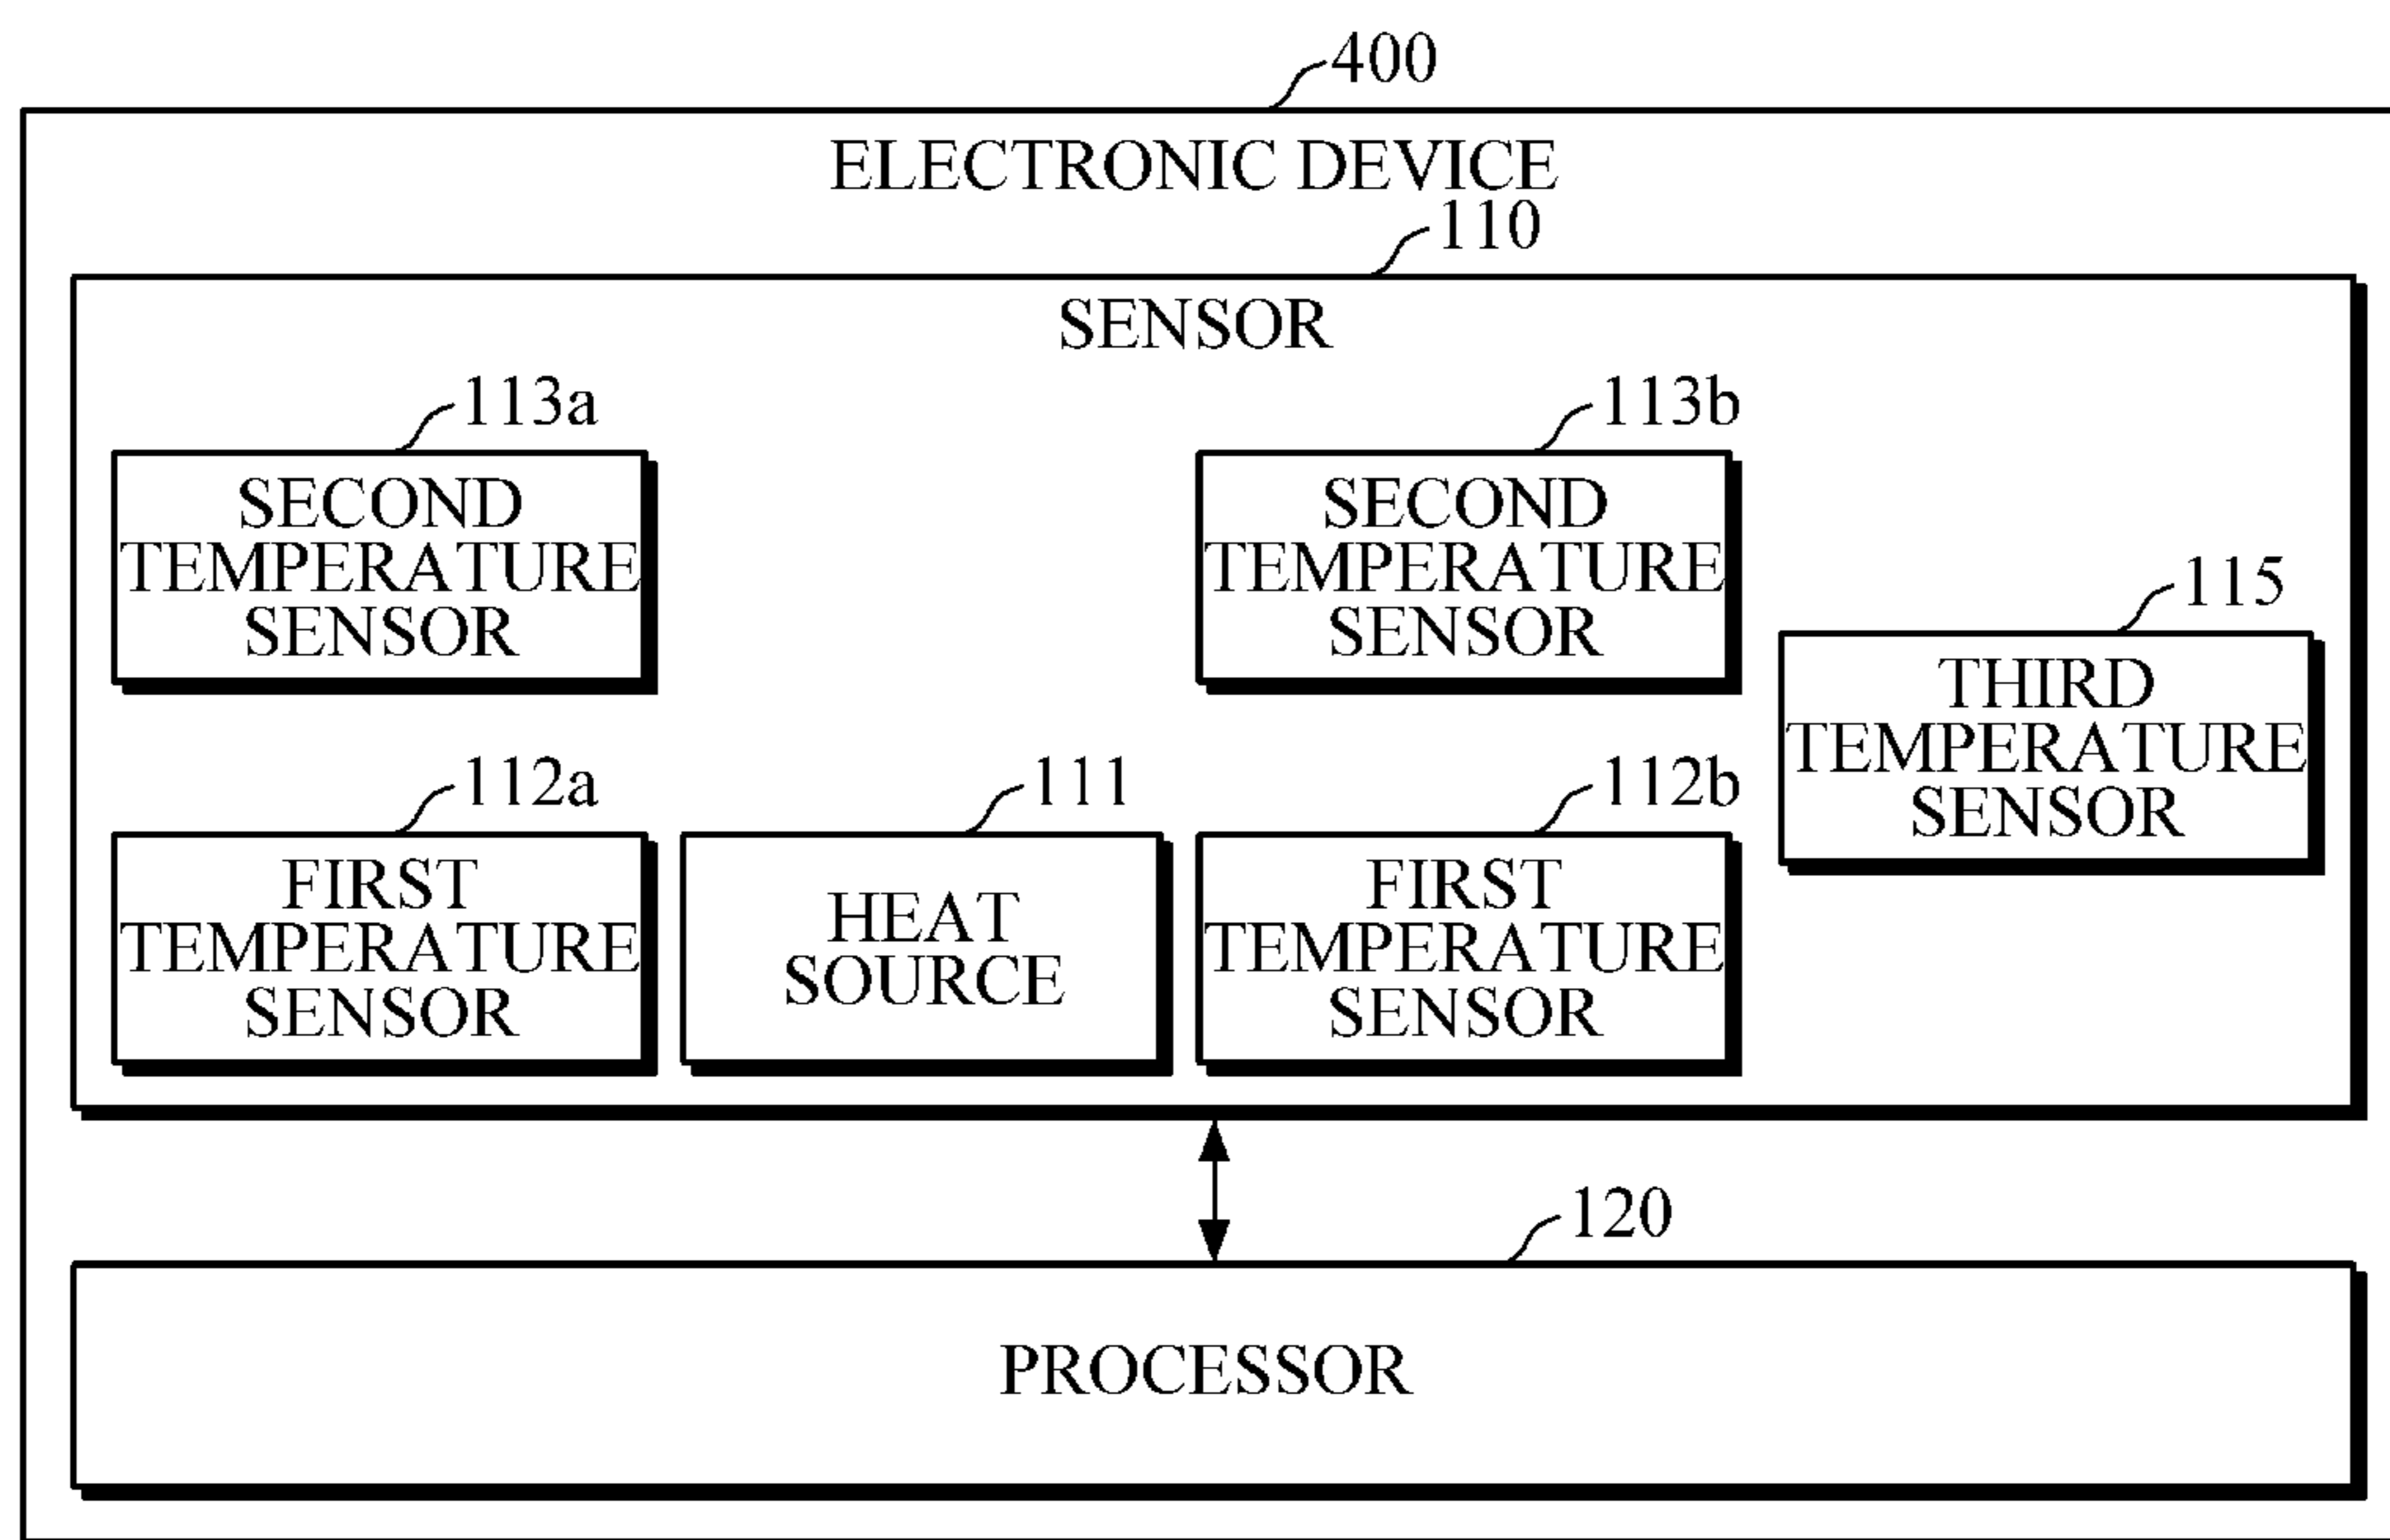 400
ELECTRONIC DEVICE
110
SENSOR
113a
SECOND
TEMPERATURE
SENSOR
113b
SECOND
TEMPERATURE
SENSOR
115
THIRD
TEMPERATURE
SENSOR
112a
FIRST
TEMPERATURE
SENSOR
111
HEAT
SOURCE
112b
FIRST
TEMPERATURE
SENSOR
120
PROCESSOR